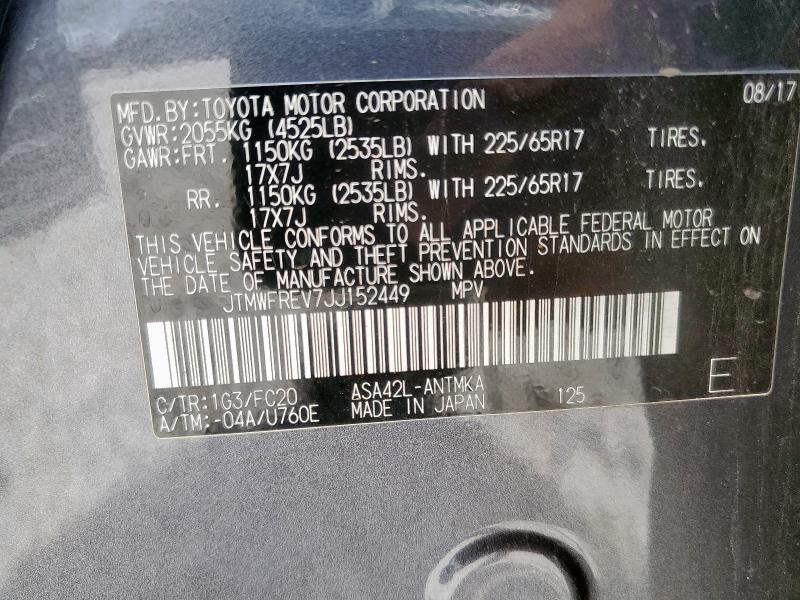 MFD.BY:TOYOTA MOTOR CORPORATION 08/17
GVWR:2055KG (4525LB)
GAWR:FRT. 1150KG (2535LB) WITH 225/65R17 TIRES.
17X7J RIMS.
RR. 1150KG (2535LB) WITH 225/65R17 TIRES.
17X7J RIMS.
THIS VEHICLE CONFORMS TO ALL APPLICABLE FEDERAL MOTOR
VEHICLE SAFETY AND THEFT PREVENTION STANDARDS IN EFFECT ON
THE DATE OF MANUFACTURE SHOWN ABOVE.
JTMWFREV7JJ152449 MPV
C/TR:1G3/FC20 ASA42L-ANTMKA E
A/TM:-04A/U760E MADE IN JAPAN 125